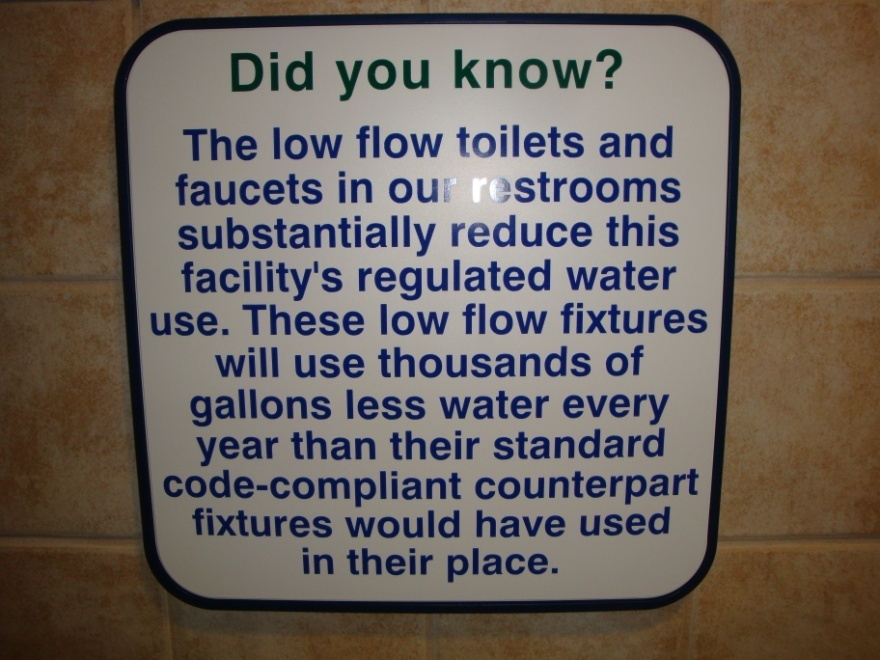 Did you know?
The low flow toilets and
faucets in our restrooms
substantially reduce this
facility's regulated water
use. These low flow fixtures
will use thousands of
gallons less water every
year than their standard
code-compliant counterpart
fixtures would have used
in their place.